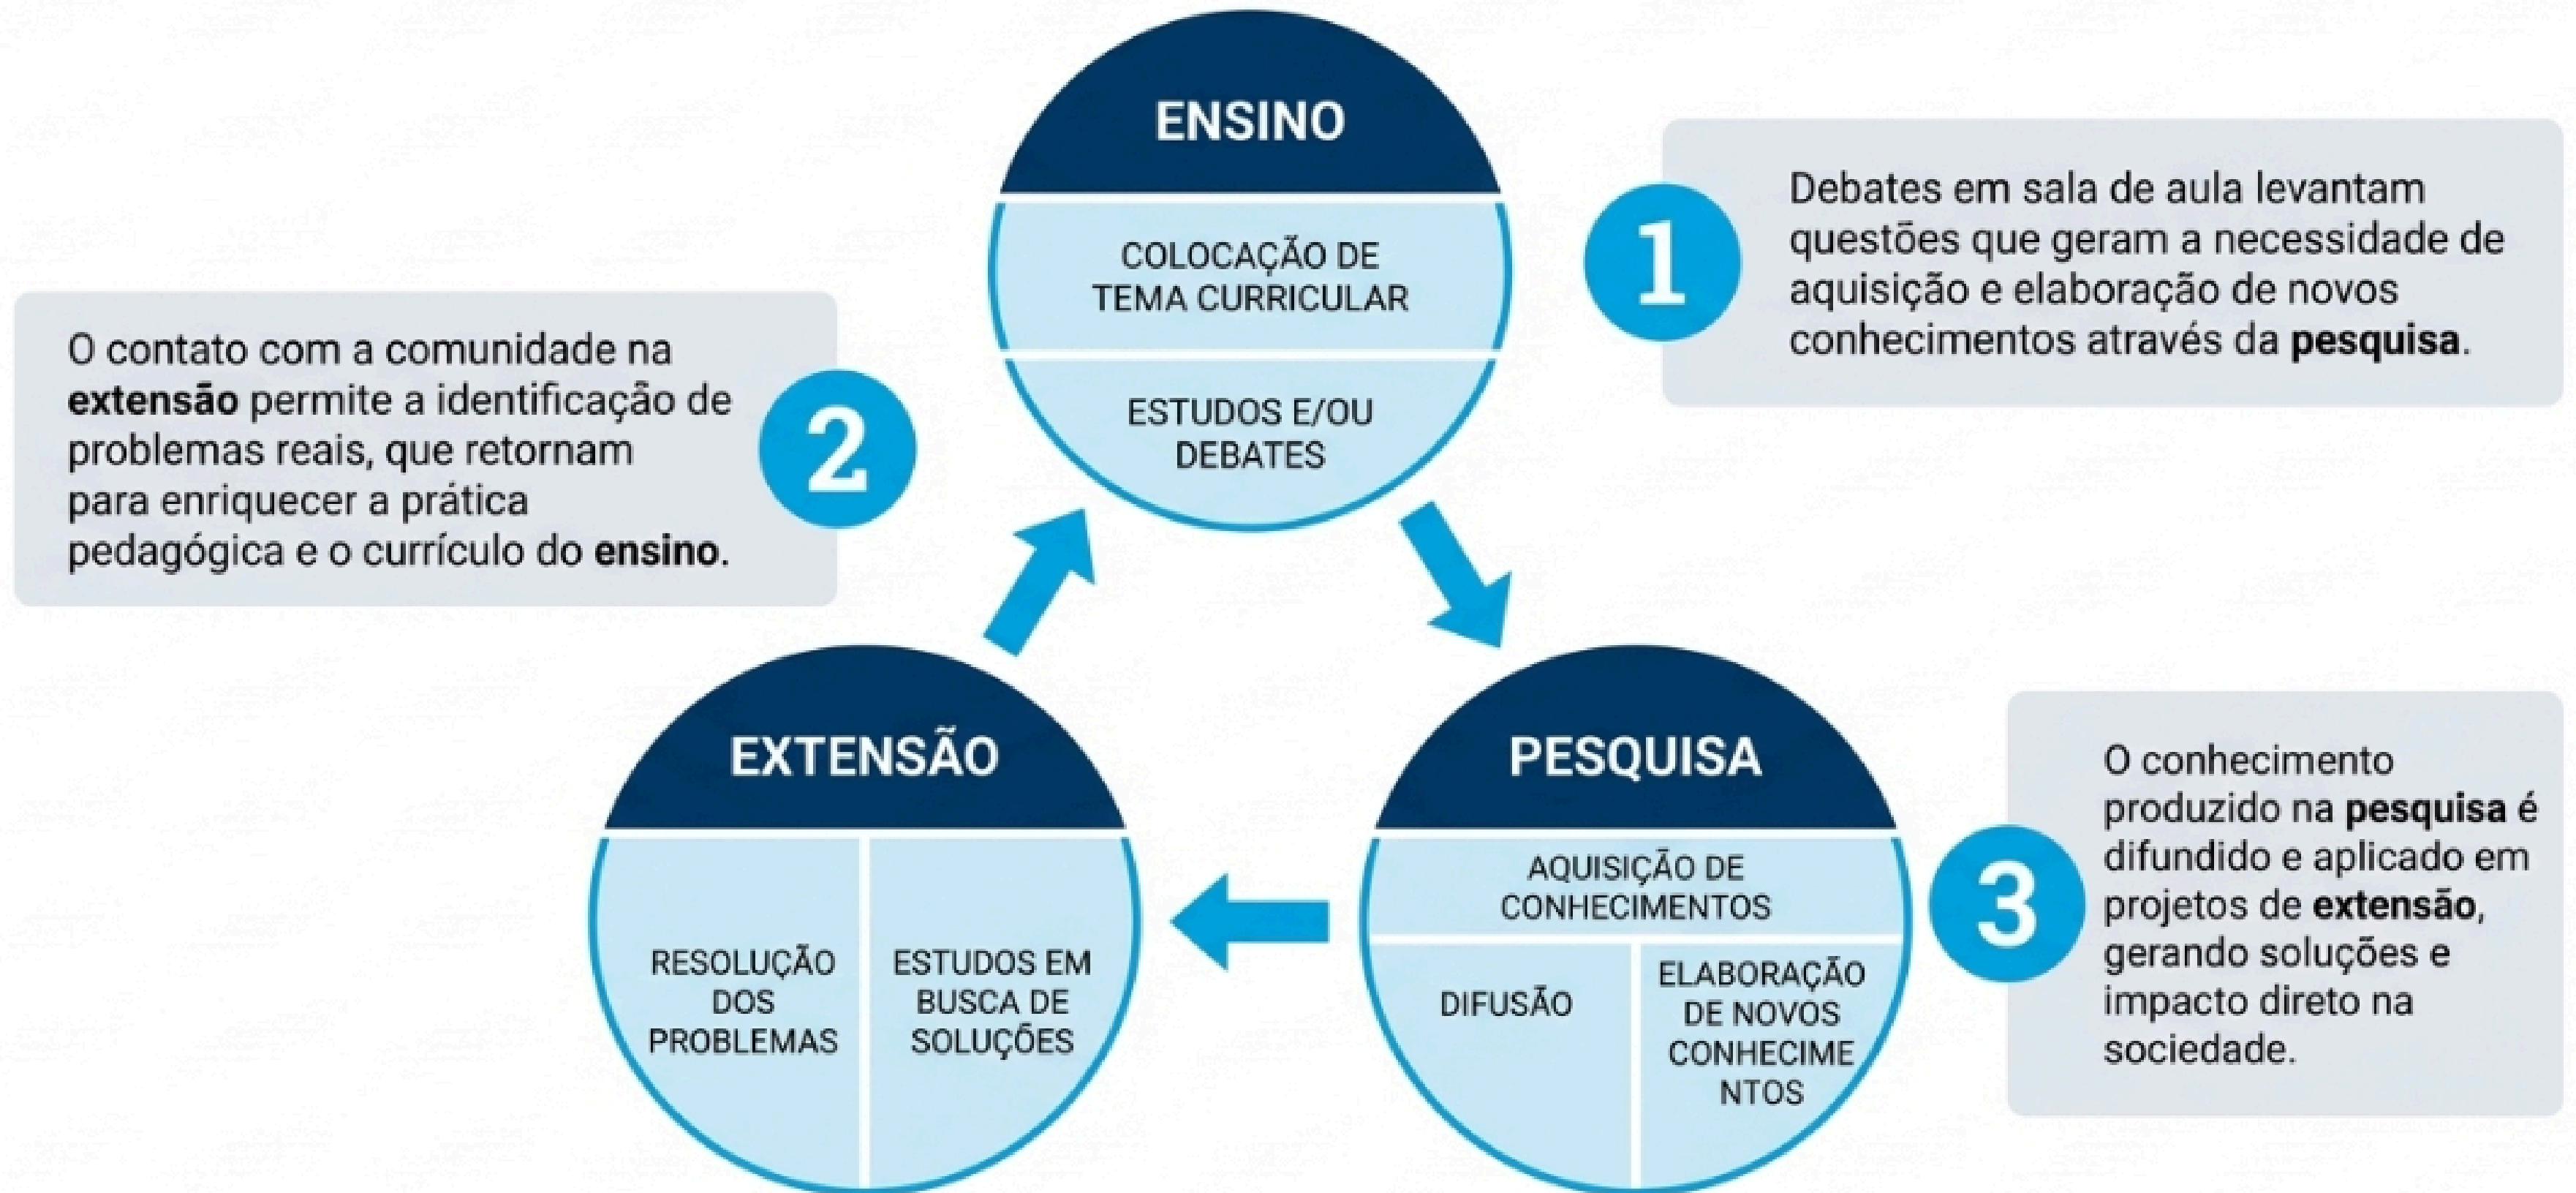 ENSINO
COLOCAÇÃO DE
TEMA CURRICULAR
ESTUDOS E/OU
DEBATES
1
Debates em sala de aula levantam
questões que geram a necessidade de
aquisição e elaboração de novos
conhecimentos através da pesquisa.
O contato com a comunidade na
extensão permite a identificação de
problemas reais, que retornam
para enriquecer a prática
pedagógica e o currículo do ensino.
2
EXTENSÃO
RESOLUÇÃO
DOS
PROBLEMAS
ESTUDOS EM
BUSCA DE
SOLUÇÕES
PESQUISA
AQUISIÇÃO DE
CONHECIMENTOS
DIFUSÃO
ELABORAÇÃO
DE NOVOS
CONHECIME
NTOS
3
O conhecimento
produzido na pesquisa é
difundido e aplicado em
projetos de extensão,
gerando soluções e
impacto direto na
sociedade.